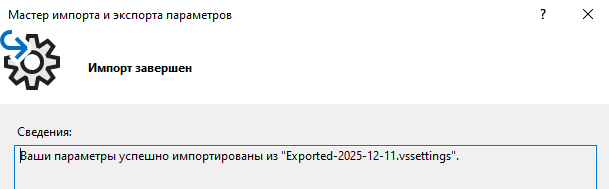 Мастер импорта и экспорта параметров
?
Импорт завершен
Сведения:
Ваши параметры успешно импортированы из "Exported-2025-12-11.vssettings".